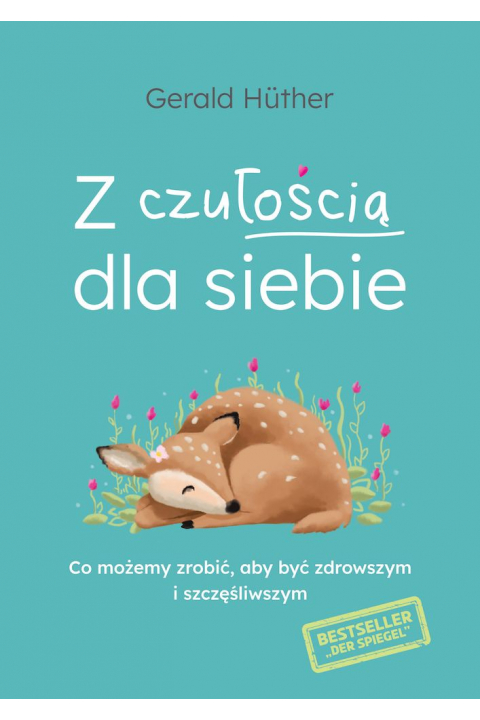 Gerald Hüther
Z czułością
dla siebie
Co możemy zrobić, aby być zdrowszym
i szczęśliwszym
BESTSELLER
„DER SPIEGEL”